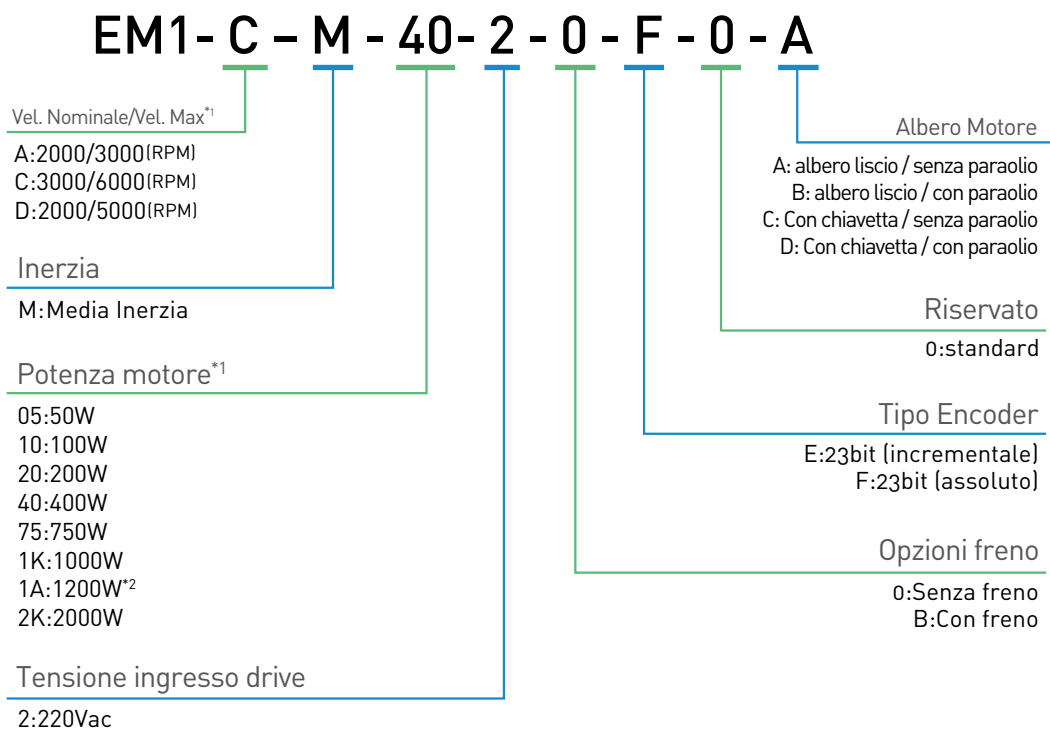 EM1- C – M - 40- 2 - 0 - F - 0 - A
Vel. Nominale/Vel. Max*1
A:2000/3000(RPM)
C:3000/6000(RPM)
D:2000/5000(RPM)
Inerzia
M:Media Inerzia
Potenza motore*1
05:50W
10:100W
20:200W
40:400W
75:750W
1K:1000W
1A:1200W*2
2K:2000W
Tensione ingresso drive
2:220Vac
Albero Motore
A: albero liscio / senza paraolio
B: albero liscio / con paraolio
C: Con chiavetta / senza paraolio
D: Con chiavetta / con paraolio
Riservato
0:standard
Tipo Encoder
E:23bit (incrementale)
F:23bit (assoluto)
Opzioni freno
0:Senza freno
B:Con freno